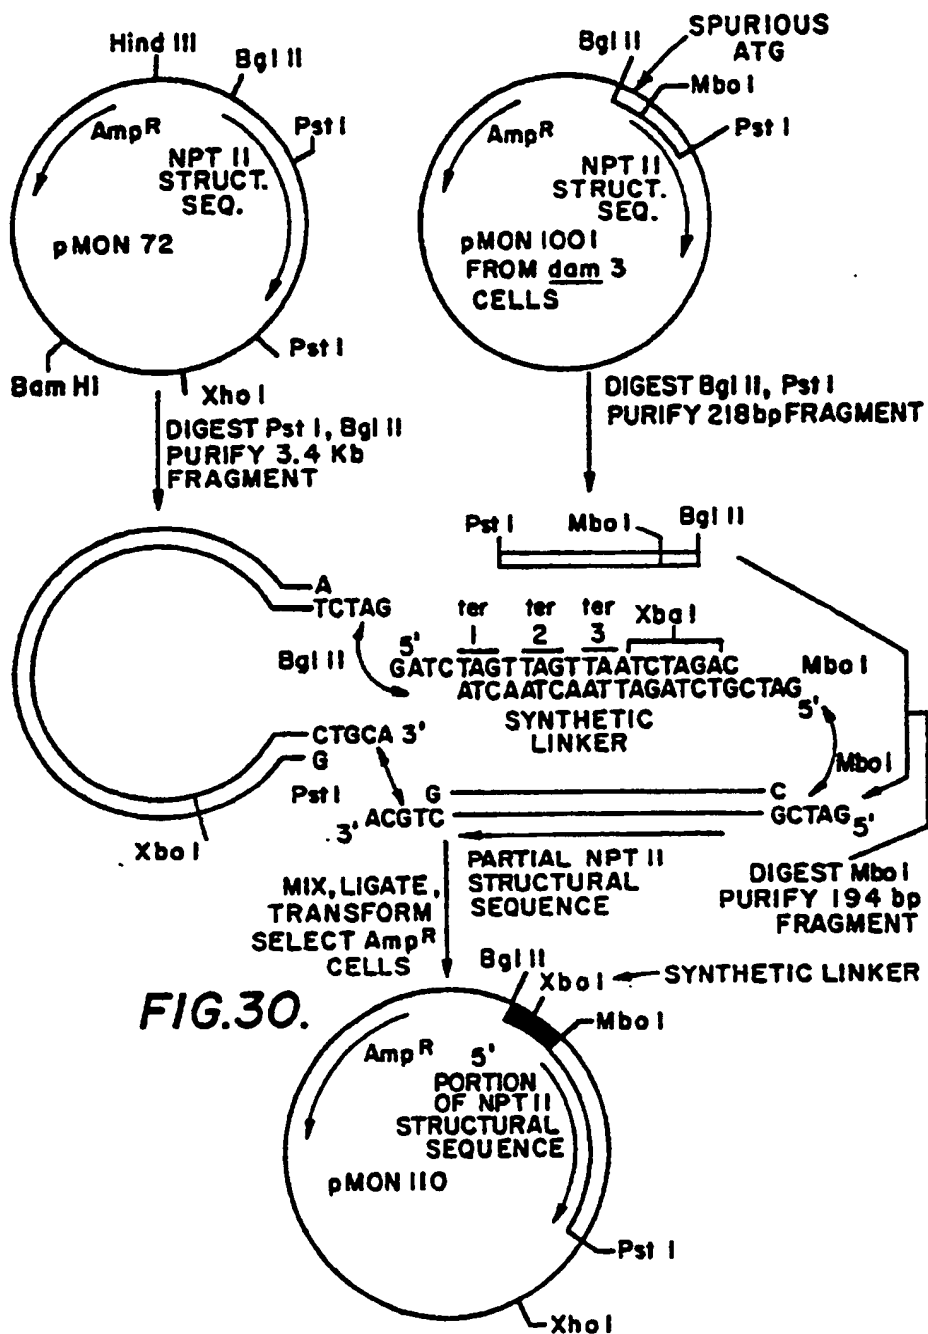 Hind III
Bgl II
Pst I
Amp^R
NPT II
STRUCT.
SEQ.
pMON 72
Pst I
Bam HI
Xho I
Bgl II
SPURIOUS
ATG
Mbo I
Pst I
Amp^R
NPT II
STRUCT.
SEQ.
pMON 1001
FROM dam 3
CELLS
DIGEST Pst I, Bgl II
PURIFY 3.4 Kb
FRAGMENT
DIGEST Bgl II, Pst I
PURIFY 218bp FRAGMENT
Pst I
Mbo I
Bgl II
A
TCTAG
Bgl II
ter
1
ter
2
ter
3
Xba I
5'
GATCTAGTTAGTTAATCTAGAC
ATCAATCAATTAGATCTGCTAG
Mbo I
5'
SYNTHETIC
LINKER
CTGCA 3'
G
Pst I
3' ACGTC
G
C
GCTAG 5'
Mbo I
Xbo I
PARTIAL NPT II
STRUCTURAL
SEQUENCE
DIGEST Mbo I
PURIFY 194 bp
FRAGMENT
MIX, LIGATE,
TRANSFORM
SELECT Amp^R
CELLS
FIG.30.
Bgl II
Xba I
SYNTHETIC LINKER
Mbo I
Amp^R
5'
PORTION
OF NPT II
STRUCTURAL
SEQUENCE
pMON 110
Pst I
Xho I